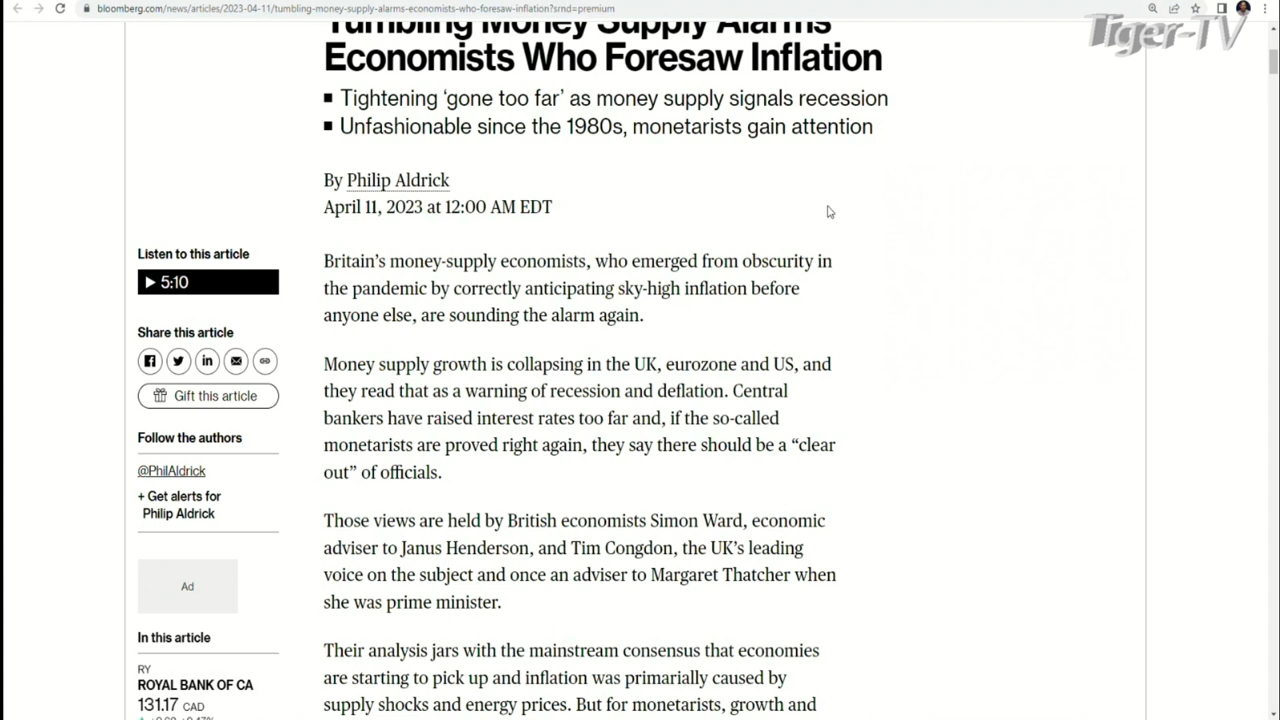 bloomberg.com/news/articles/2023-04-11/tumbling-money-supply-alarms-economists-who-foresaw-inflation?srnd=premium
Tiger-TV
Tumbling Money Supply Alarms
Economists Who Foresaw Inflation
Tightening ‘gone too far’ as money supply signals recession
Unfashionable since the 1980s, monetarists gain attention
By Philip Aldrick
April 11, 2023 at 12:00 AM EDT
Listen to this article
5:10
Share this article
Gift this article
Follow the authors
@PhilAldrick
+ Get alerts for
Philip Aldrick
Ad
In this article
RY
ROYAL BANK OF CA
131.17 CAD
Britain’s money-supply economists, who emerged from obscurity in
the pandemic by correctly anticipating sky-high inflation before
anyone else, are sounding the alarm again.
Money supply growth is collapsing in the UK, eurozone and US, and
they read that as a warning of recession and deflation. Central
bankers have raised interest rates too far and, if the so-called
monetarists are proved right again, they say there should be a “clear
out” of officials.
Those views are held by British economists Simon Ward, economic
adviser to Janus Henderson, and Tim Congdon, the UK’s leading
voice on the subject and once an adviser to Margaret Thatcher when
she was prime minister.
Their analysis jars with the mainstream consensus that economies
are starting to pick up and inflation was primarially caused by
supply shocks and energy prices. But for monetarists, growth and